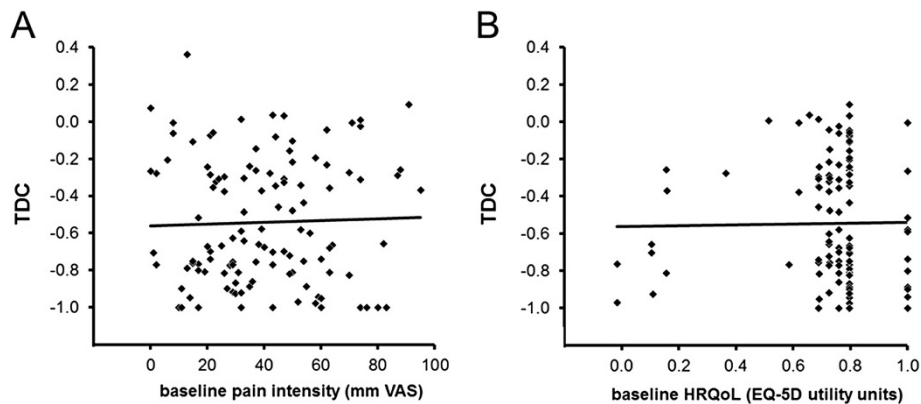 A
0.4
0.2
0.0
-0.2
-0.4
-0.6
-0.8
-1.0
TDC
0 20 40 60 80 100
baseline pain intensity (mm VAS)
B
0.4
0.2
0.0
-0.2
-0.4
-0.6
-0.8
-1.0
TDC
0.0 0.2 0.4 0.6 0.8 1.0
baseline HRQoL (EQ-5D utility units)